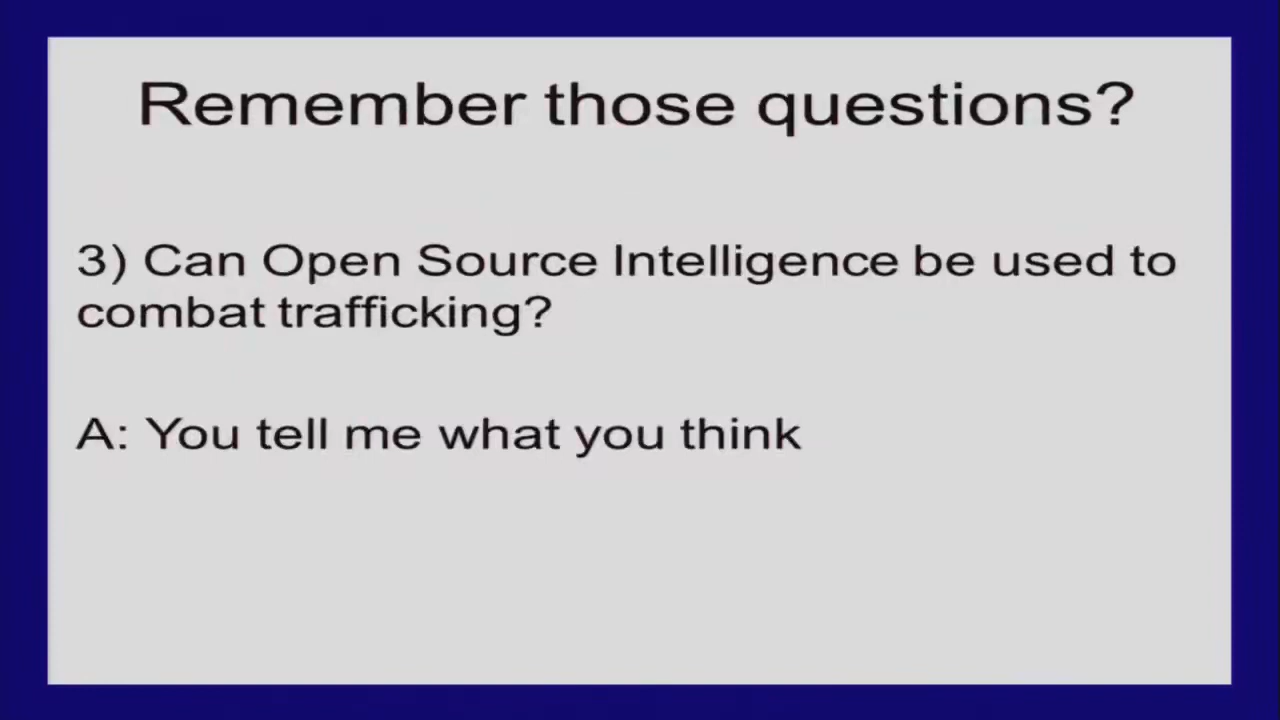 Remember those questions?
3) Can Open Source Intelligence be used to
combat trafficking?
A: You tell me what you think